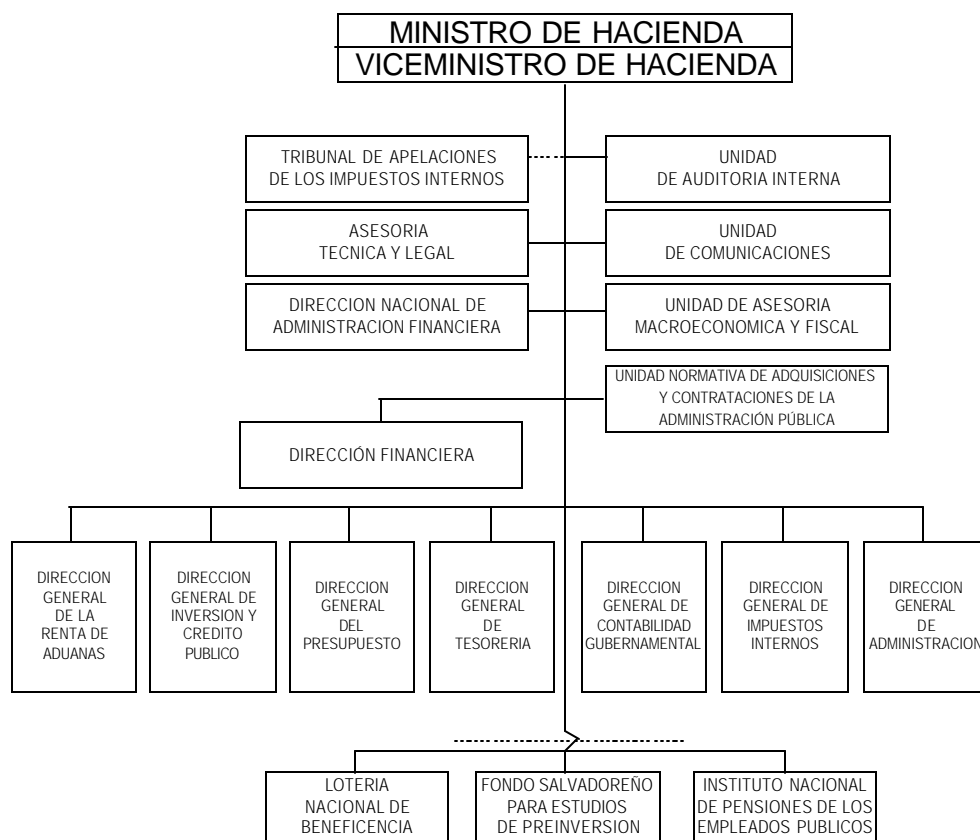 MINISTRO DE HACIENDA
VICEMINISTRO DE HACIENDA
TRIBUNAL DE APELACIONES
DE LOS IMPUESTOS INTERNOS
UNIDAD
DE AUDITORIA INTERNA
ASESORIA
TECNICA Y LEGAL
UNIDAD
DE COMUNICACIONES
DIRECCION NACIONAL DE
ADMINISTRACION FINANCIERA
UNIDAD DE ASESORIA
MACROECONOMICA Y FISCAL
UNIDAD NORMATIVA DE ADQUISICIONES
Y CONTRATACIONES DE LA
ADMINISTRACIÓN PÚBLICA
DIRECCIÓN FINANCIERA
DIRECCION
GENERAL
DE LA
RENTA DE
ADUANAS
DIRECCION
GENERAL DE
INVERSION Y
CREDITO
PUBLICO
DIRECCION
GENERAL
DEL
PRESUPUESTO
DIRECCION
GENERAL
DE
TESORERIA
DIRECCION
GENERAL DE
CONTABILIDAD
GUBERNAMENTAL
DIRECCION
GENERAL DE
IMPUESTOS
INTERNOS
DIRECCION
GENERAL
DE
ADMINISTRACION
LOTERIA
NACIONAL DE
BENEFICENCIA
FONDO SALVADOREÑO
PARA ESTUDIOS
DE PREINVERSION
INSTITUTO NACIONAL
DE PENSIONES DE LOS
EMPLEADOS PUBLICOS